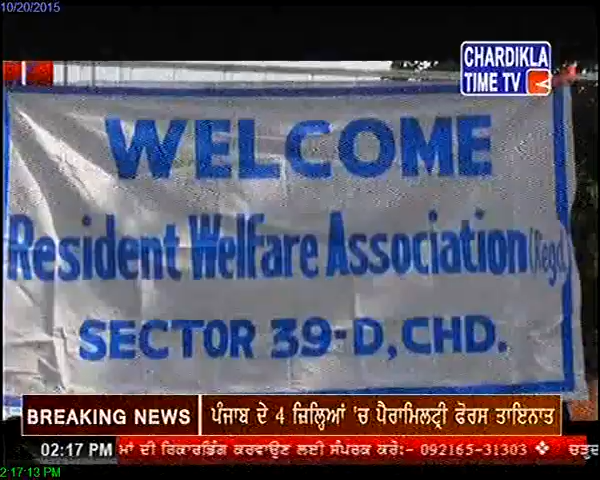 10/20/2015
CHARDIKLA
TIME TV
WELCOME
Resident Welfare Association (Regd.
SECTOR 39-D, CHD.
BREAKING NEWS ਪੰਜਾਬ ਦੇ 4 ਜ਼ਿਲ੍ਹਿਆਂ 'ਚ ਪੈਰਾਮਿਲਟ੍ਰੀ ਫੋਰਸ ਤਾਇਨਾਤ
02:17 PM ਮਾਂ ਦੀ ਰਿਕਾਰਡਿੰਗ ਕਰਵਾਉਣ ਲਈ ਸੰਪਰਕ ਕਰੋ:- 092165-31303 ❖
2:17:13 PM